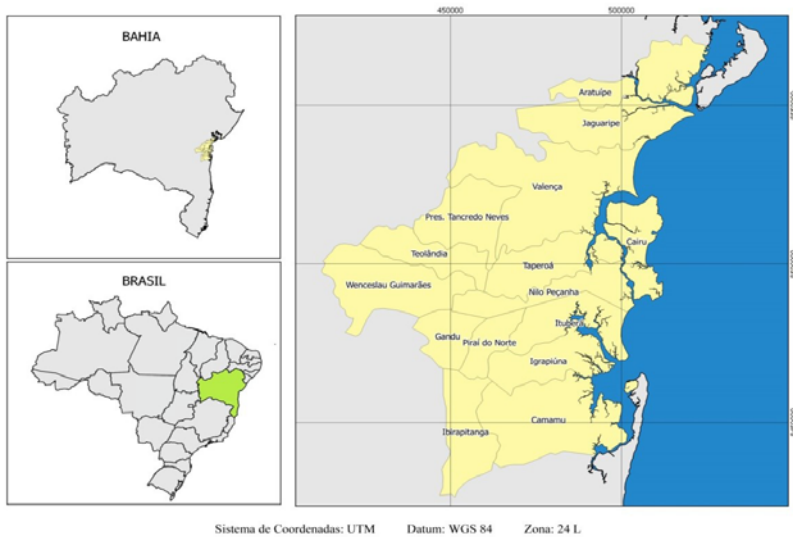 BAHIA
BRASIL
450000
500000
Aratuípe
Jaguaripe
Valença
Pres. Tancredo Neves
Cairu
Teolândia
Taperoá
Wenceslau Guimarães
Nilo Peçanha
Ituberá
Gandu
Piraí do Norte
Igrapiúna
Camamu
Ibirapitanga
Sistema de Coordenadas: UTM Datum: WGS 84 Zona: 24 L